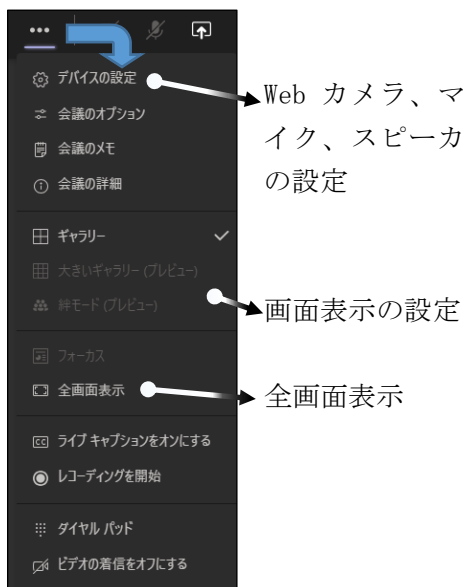 デバイスの設定
会議のオプション
会議のメモ
会議の詳細
ギャラリー
大きいギャラリー (プレビュー)
絆モード (プレビュー)
フォーカス
全画面表示
CC ライブ キャプションをオンにする
レコーディングを開始
ダイヤル パッド
ビデオの着信をオフにする
Web カメラ、マ
イク、スピーカ
の設定
画面表示の設定
全画面表示